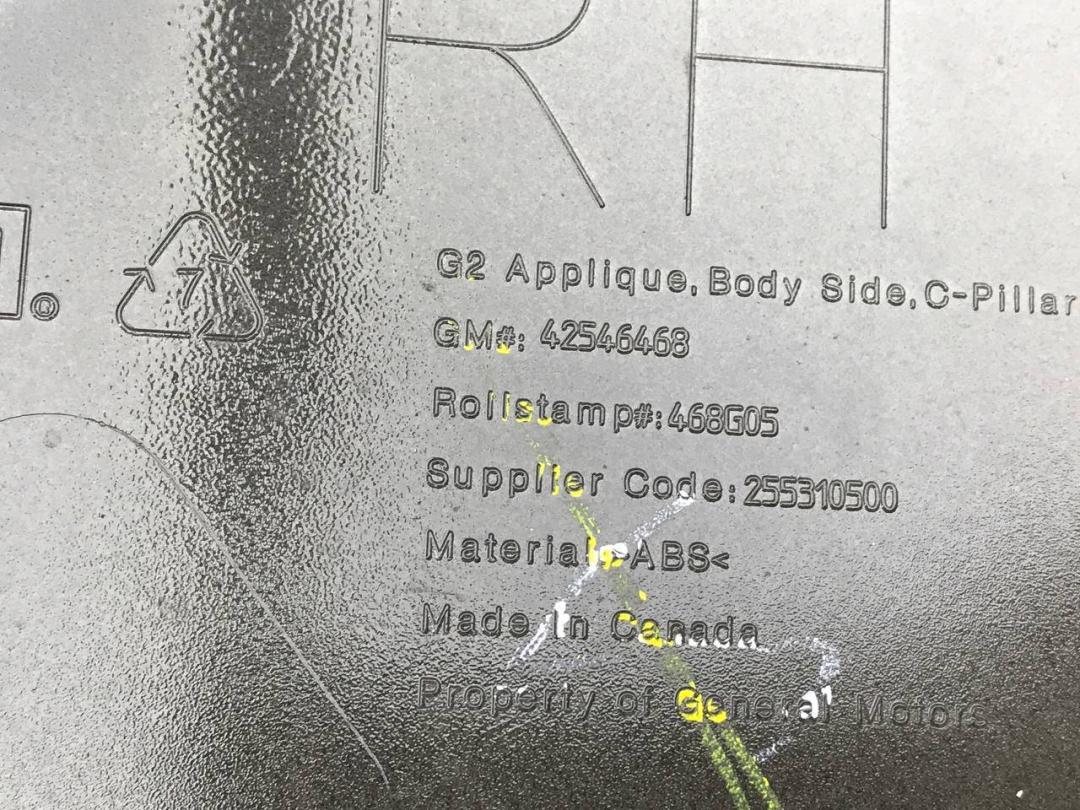 RH
7
G2 Applique, Body Side, C-Pillar
GM#: 42546468
Rollstamp#: 468G05
Supplier Code: 255310500
Material: >ABS<
Made In Canada
Property of General Motors